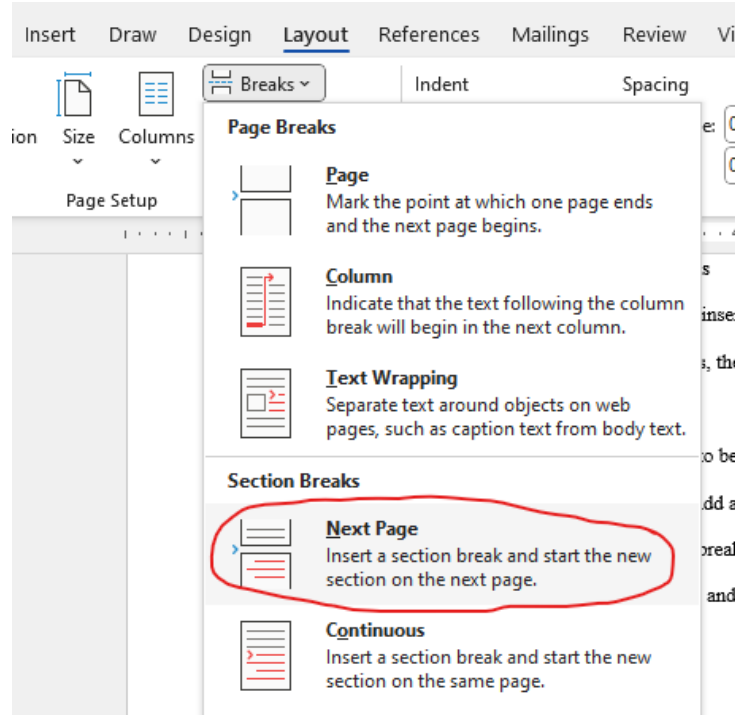 Insert Draw Design Layout References Mailings Review
Breaks Indent Spacing
Size Columns
Page Setup
Page Breaks
Page
Mark the point at which one page ends
and the next page begins.
Column
Indicate that the text following the column
break will begin in the next column.
Text Wrapping
Separate text around objects on web
pages, such as caption text from body text.
Section Breaks
Next Page
Insert a section break and start the new
section on the next page.
Continuous
Insert a section break and start the new
section on the same page.
and